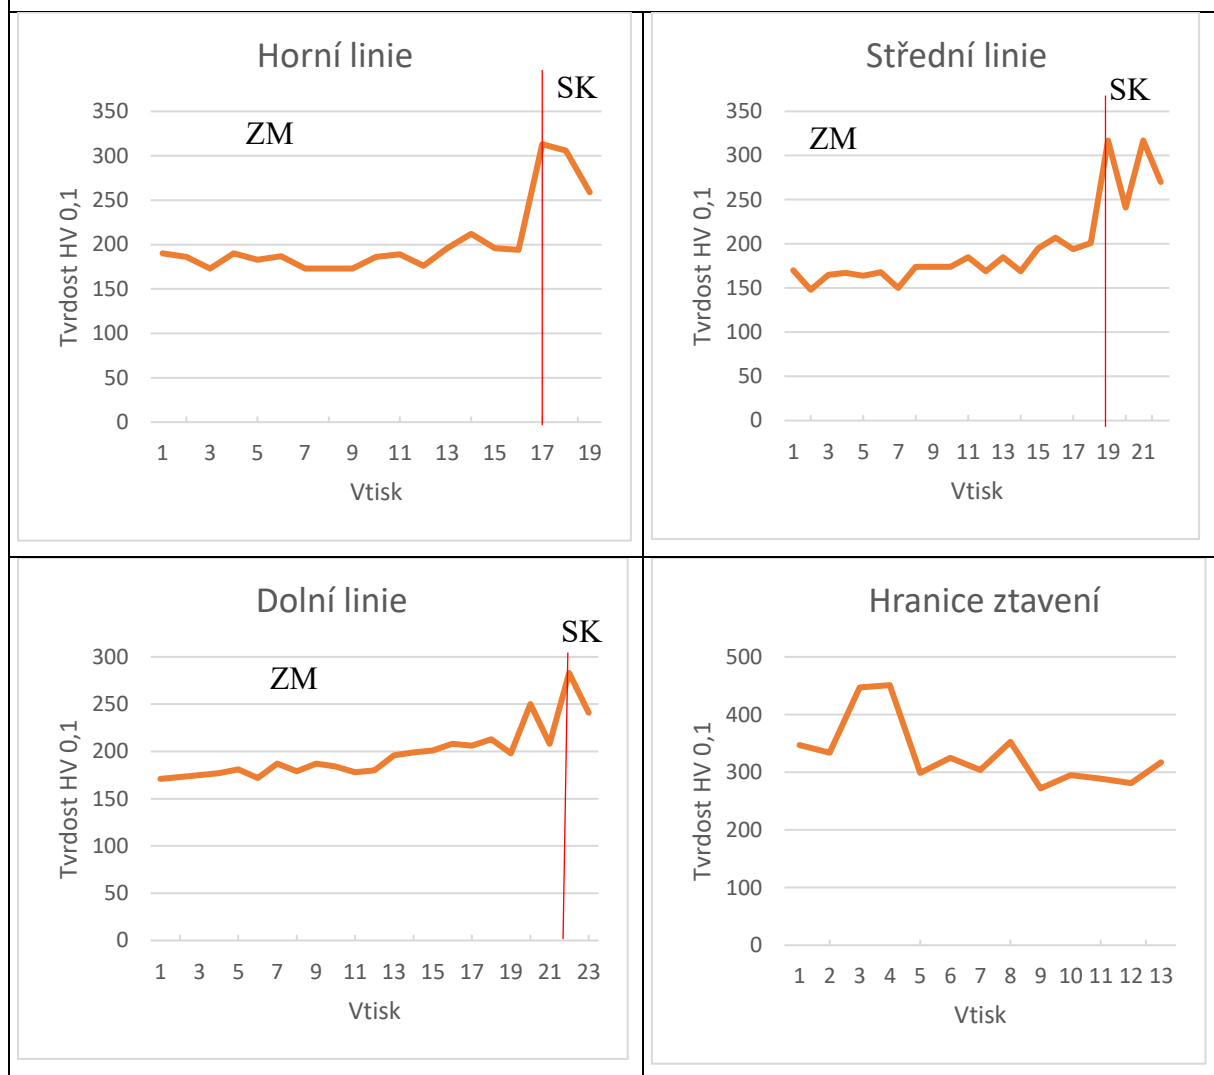 Horní linie
SK
ZM
350
300
250
200
150
100
50
0
Tvrdost HV 0,1
1 3 5 7 9 11 13 15 17 19
Vtisk
Střední linie
SK
ZM
350
300
250
200
150
100
50
0
Tvrdost HV 0,1
1 3 5 7 9 11 13 15 17 19 21
Vtisk
Dolní linie
SK
ZM
300
250
200
150
100
50
0
Tvrdost HV 0,1
1 3 5 7 9 11 13 15 17 19 21 23
Vtisk
Hranice ztavení
500
400
300
200
100
0
Tvrdost HV 0,1
1 2 3 4 5 6 7 8 9 10 11 12 13
Vtisk